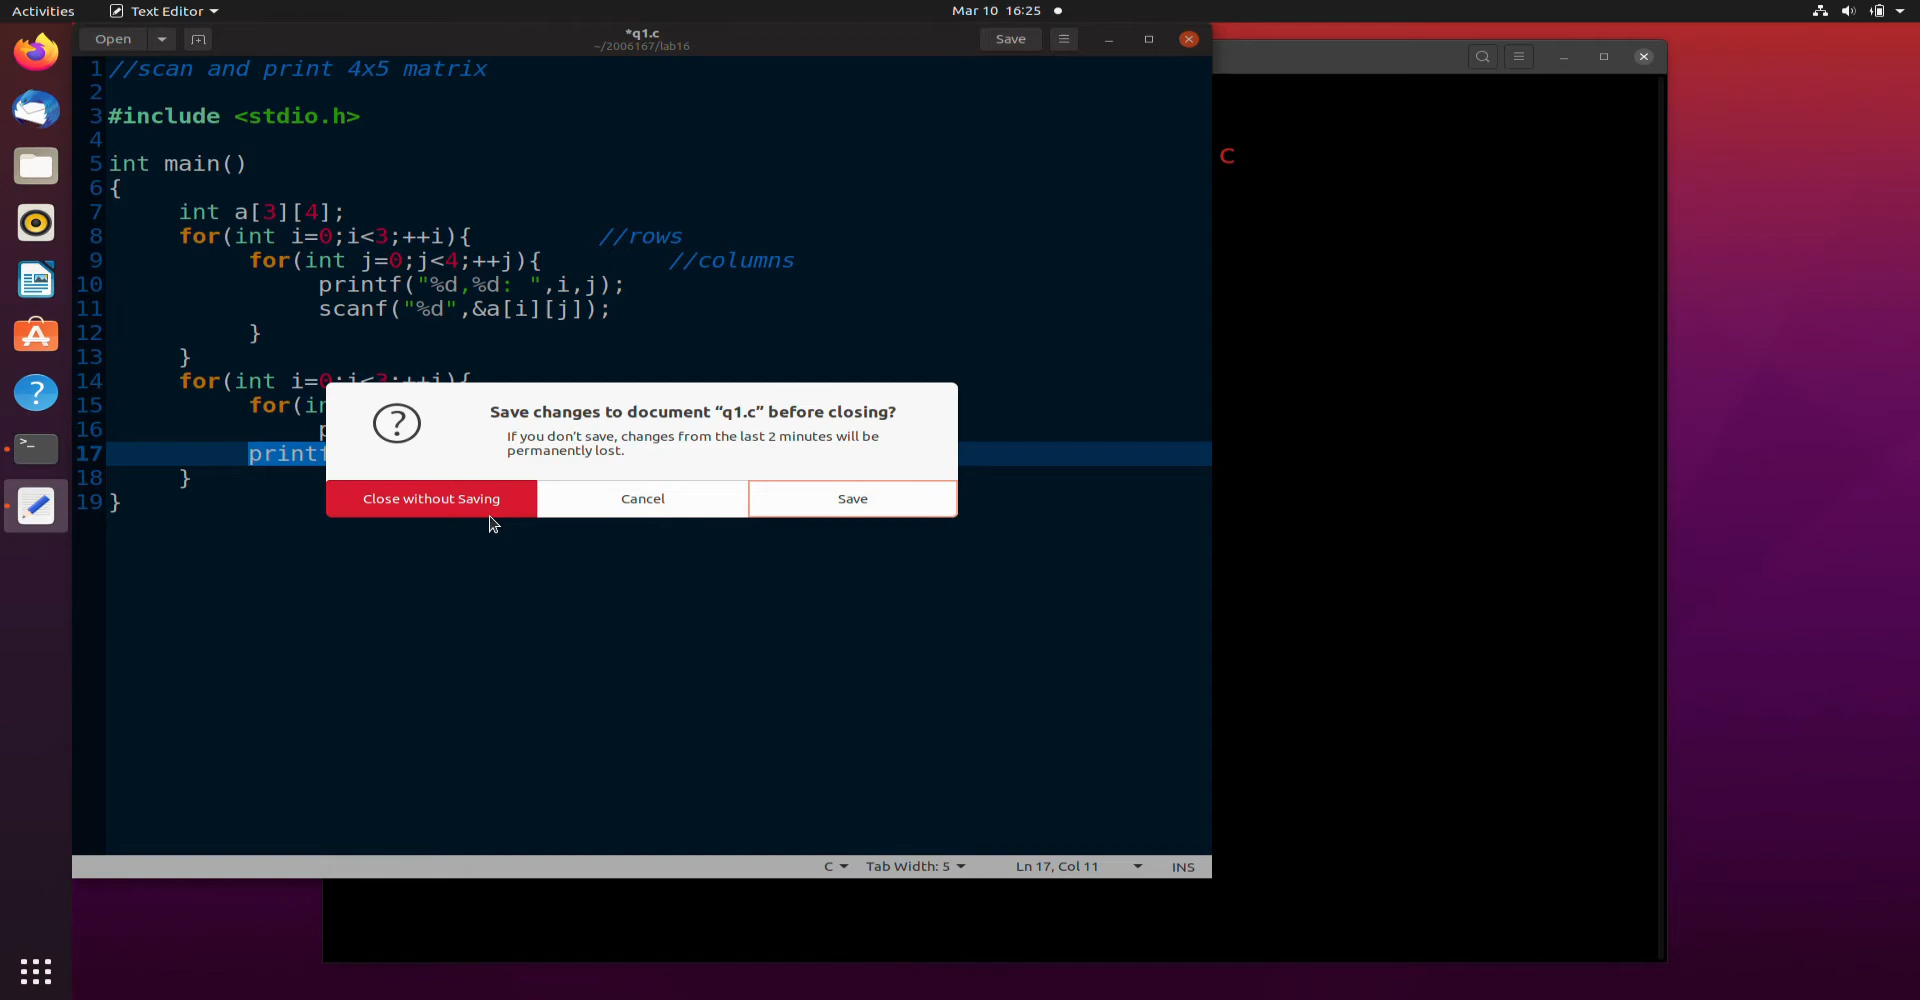 Activities
Text Editor
Mar 10 16:25
Open
*q1.c
~/2006167/lab16
Save
1 //scan and print 4x5 matrix
2
3 #include <stdio.h>
4
5 int main()
6 {
7 int a[3][4];
8 for(int i=0;i<3;++i){ //rows
9 for(int j=0;j<4;++j){ //columns
10 printf("%d,%d: ",i,j);
11 scanf("%d",&a[i][j]);
12 }
13 }
14 for(int i=0;i<3;++i){
15 for(in
16 p
17 print
18 }
19 }
c
Save changes to document “q1.c” before closing?
If you don’t save, changes from the last 2 minutes will be
permanently lost.
Close without Saving
Cancel
Save
C
Tab Width: 5
Ln 17, Col 11
INS